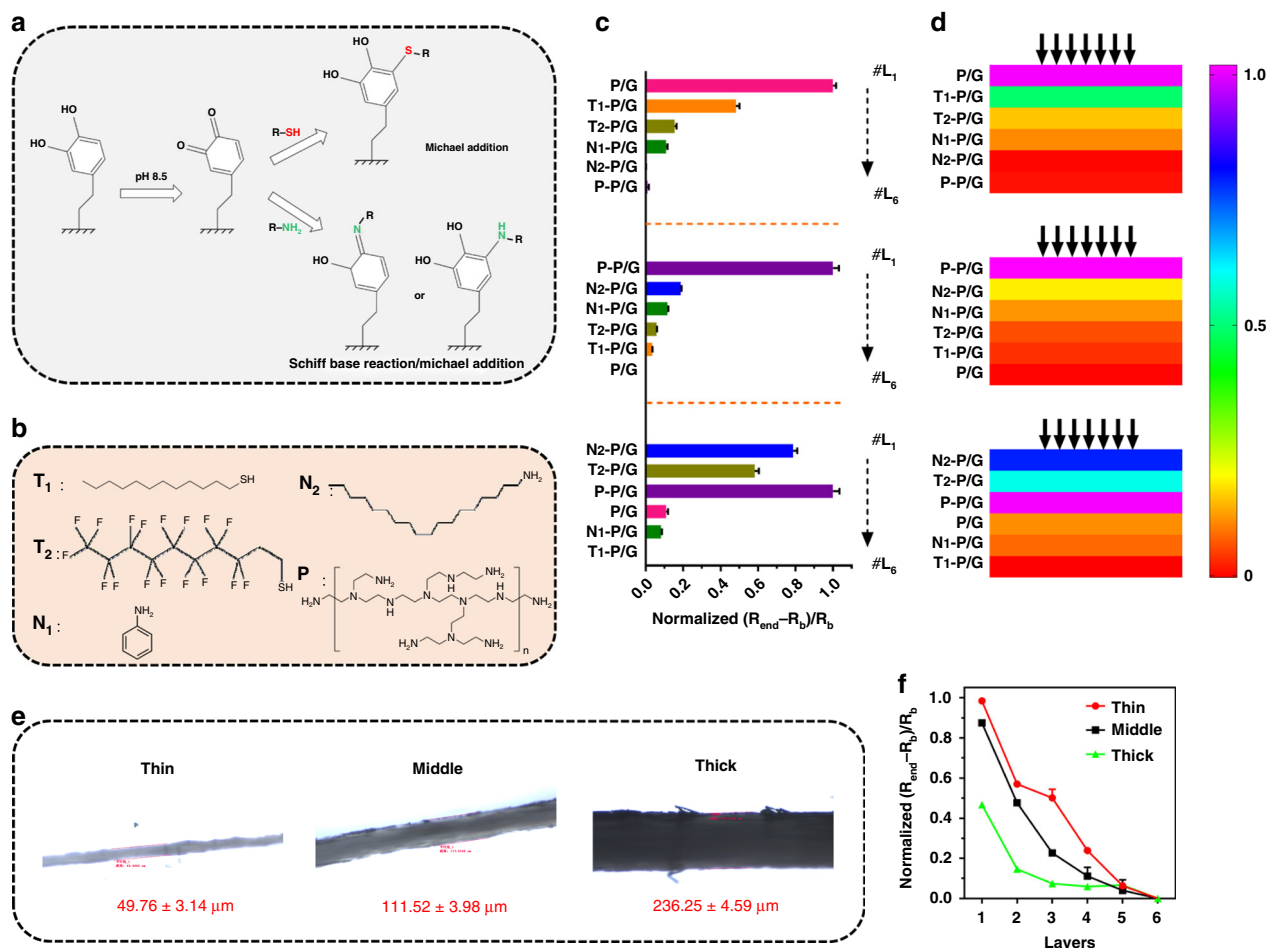 a
HO
HO
pH 8.5
O
O
R–SH
R–NH2
HO
HO
S
R
Michael addition
R
N
HO
or
HO
HO
H
N
R
Schiff base reaction/michael addition
b
T1 :
SH
N2 :
NH2
T2 :
F F F F F F F F
F
F F F F F F F F
SH
P :
NH2
H
N
NH2
H2N
N
N
H
N
H
N
N
H
N
NH2
N
H2N
NH2
n
N1 :
NH2
c
P/G
T1-P/G
T2-P/G
N1-P/G
N2-P/G
P-P/G
#L1
#L6
P-P/G
N2-P/G
N1-P/G
T2-P/G
T1-P/G
P/G
#L1
#L6
N2-P/G
T2-P/G
P-P/G
P/G
N1-P/G
T1-P/G
#L1
#L6
0.0 0.2 0.4 0.6 0.8 1.0
Normalized (Rend–Rb)/Rb
d
P/G
T1-P/G
T2-P/G
N1-P/G
N2-P/G
P-P/G
P-P/G
N2-P/G
N1-P/G
T2-P/G
T1-P/G
P/G
N2-P/G
T2-P/G
P-P/G
P/G
N1-P/G
T1-P/G
1.0
0.5
0
e
Thin
Middle
Thick
49.76 ± 3.14 μm
111.52 ± 3.98 μm
236.25 ± 4.59 μm
f
Normalized (Rend–Rb)/Rb
1.0
0.8
0.6
0.4
0.2
0.0
Thin
Middle
Thick
1 2 3 4 5 6
Layers